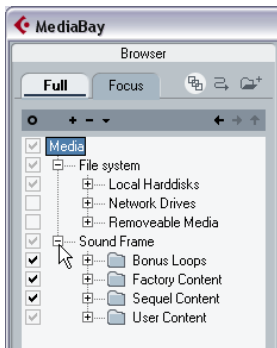 MediaBay
Browser
Full Focus
Media
File system
Local Harddisks
Network Drives
Removeable Media
Sound Frame
Bonus Loops
Factory Content
Sequel Content
User Content